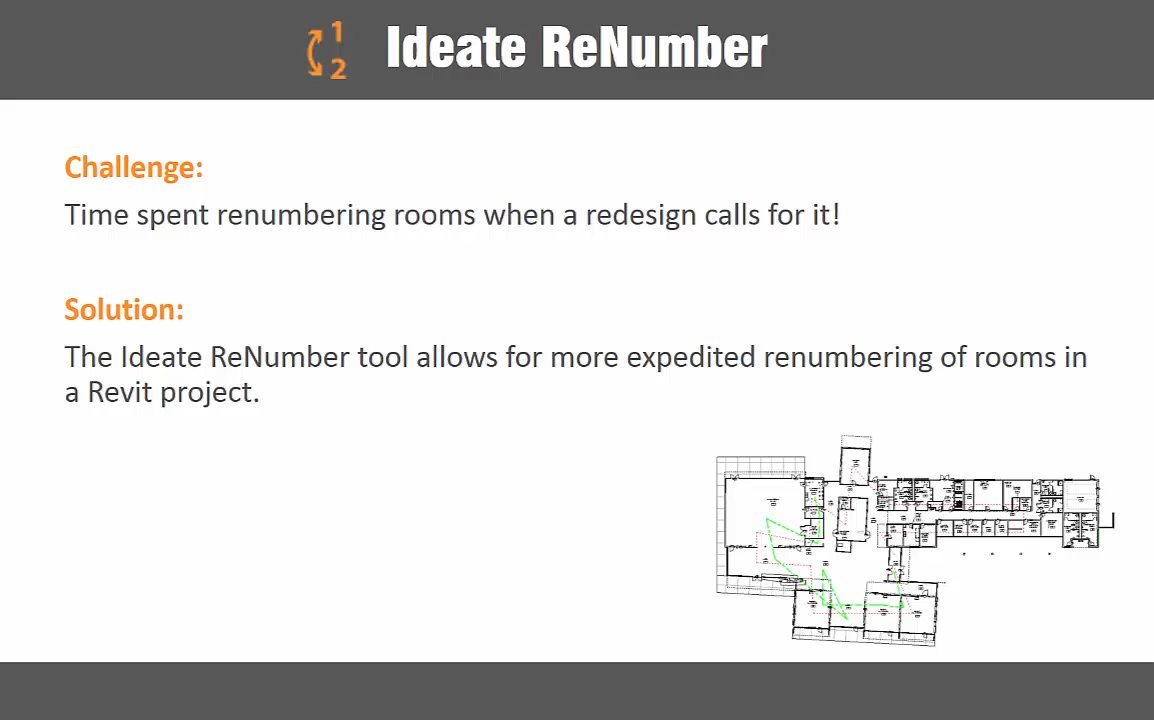 1
2
Ideate ReNumber
Challenge:
Time spent renumbering rooms when a redesign calls for it!
Solution:
The Ideate ReNumber tool allows for more expedited renumbering of rooms in
a Revit project.